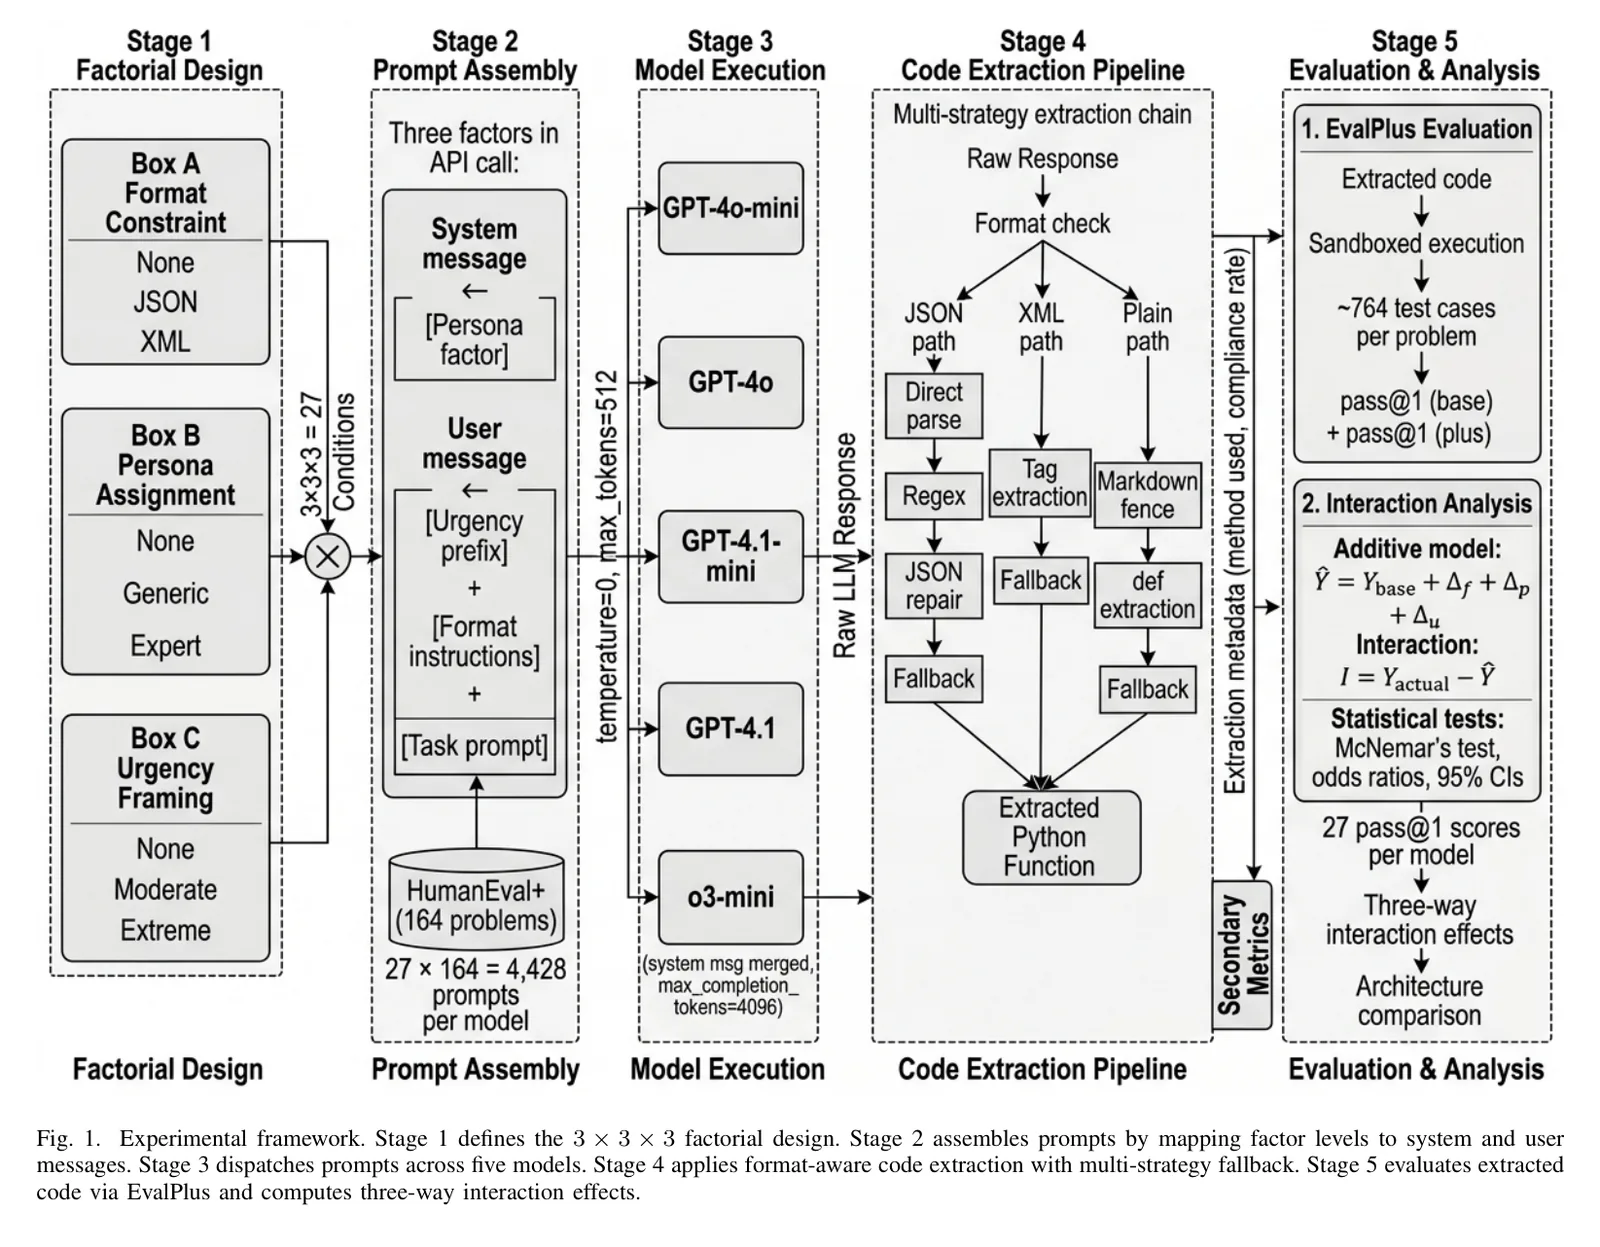 Stage 1
Factorial Design
Box A
Format
Constraint
None
JSON
XML
Box B
Persona
Assignment
None
Generic
Expert
Box C
Urgency
Framing
None
Moderate
Extreme
Factorial Design
3×3×3 = 27
Conditions
Stage 2
Prompt Assembly
Three factors in
API call:
System
message
←
[Persona
factor]
User
message
←
[Urgency
prefix]
+
[Format
instructions]
+
[Task prompt]
HumanEval+
(164 problems)
27 × 164 = 4,428
prompts
per model
Prompt Assembly
temperature=0, max_tokens=512
Stage 3
Model Execution
GPT-4o-mini
GPT-4o
GPT-4.1-
mini
GPT-4.1
o3-mini
(system msg merged,
max_completion_
tokens=4096)
Model Execution
Raw LLM Response
Stage 4
Code Extraction Pipeline
Multi-strategy extraction chain
Raw Response
Format check
JSON
path
Direct
parse
Regex
JSON
repair
Fallback
XML
path
Tag
extraction
Fallback
Plain
path
Markdown
fence
def
extraction
Fallback
Extracted
Python
Function
Code Extraction Pipeline
Extraction metadata (method used, compliance rate)
Secondary
Metrics
Stage 5
Evaluation & Analysis
1. EvalPlus Evaluation
Extracted code
Sandboxed execution
~764 test cases
per problem
pass@1 (base)
+ pass@1 (plus)
2. Interaction Analysis
Additive model:
Ŷ = Y_base + Δ_f + Δ_p
+ Δ_u
Interaction:
I = Y_actual − Ŷ
Statistical tests:
McNemar's test,
odds ratios, 95% CIs
27 pass@1 scores
per model
Three-way
interaction effects
Architecture
comparison
Evaluation & Analysis
Fig. 1. Experimental framework. Stage 1 defines the 3 × 3 × 3 factorial design. Stage 2 assembles prompts by mapping factor levels to system and user
messages. Stage 3 dispatches prompts across five models. Stage 4 applies format-aware code extraction with multi-strategy fallback. Stage 5 evaluates extracted
code via EvalPlus and computes three-way interaction effects.